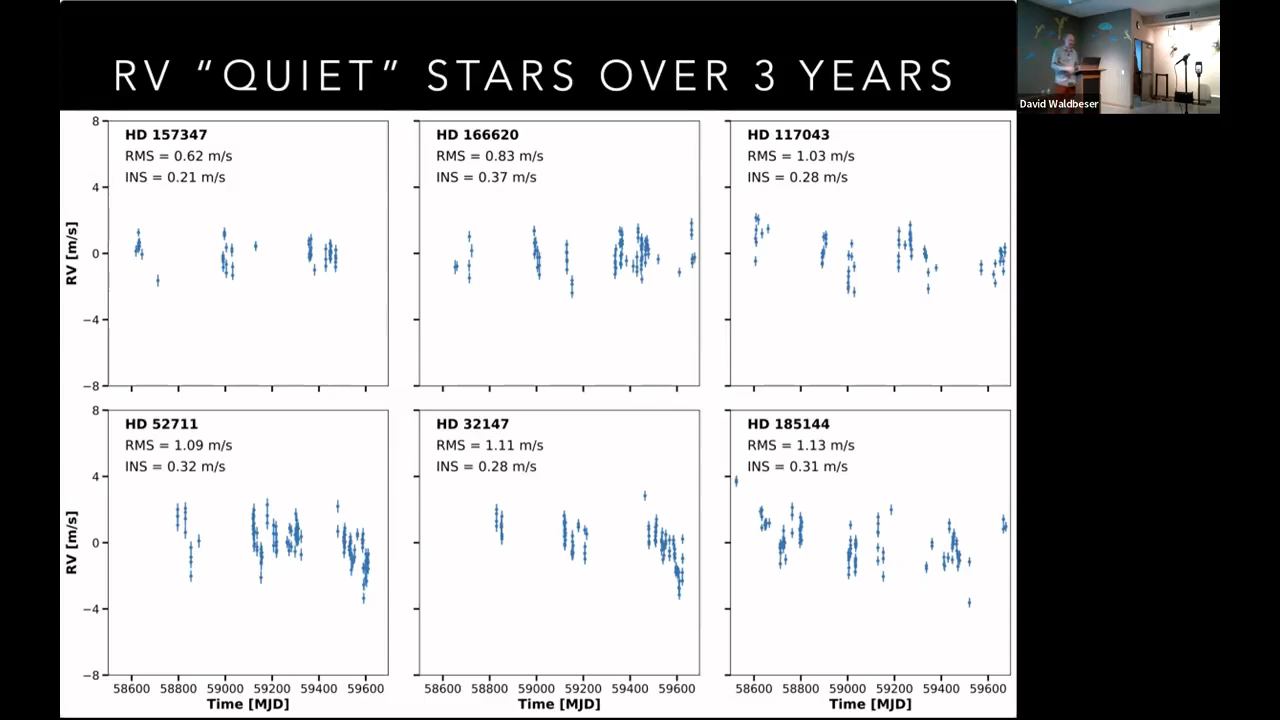 RV “QUIET” STARS OVER 3 YEARS
David Waldbeser
HD 157347
RMS = 0.62 m/s
INS = 0.21 m/s
HD 166620
RMS = 0.83 m/s
INS = 0.37 m/s
HD 117043
RMS = 1.03 m/s
INS = 0.28 m/s
8
4
0
−4
−8
RV [m/s]
HD 52711
RMS = 1.09 m/s
INS = 0.32 m/s
HD 32147
RMS = 1.11 m/s
INS = 0.28 m/s
HD 185144
RMS = 1.13 m/s
INS = 0.31 m/s
8
4
0
−4
−8
RV [m/s]
58600 58800 59000 59200 59400 59600
58600 58800 59000 59200 59400 59600
58600 58800 59000 59200 59400 59600
Time [MJD]
Time [MJD]
Time [MJD]